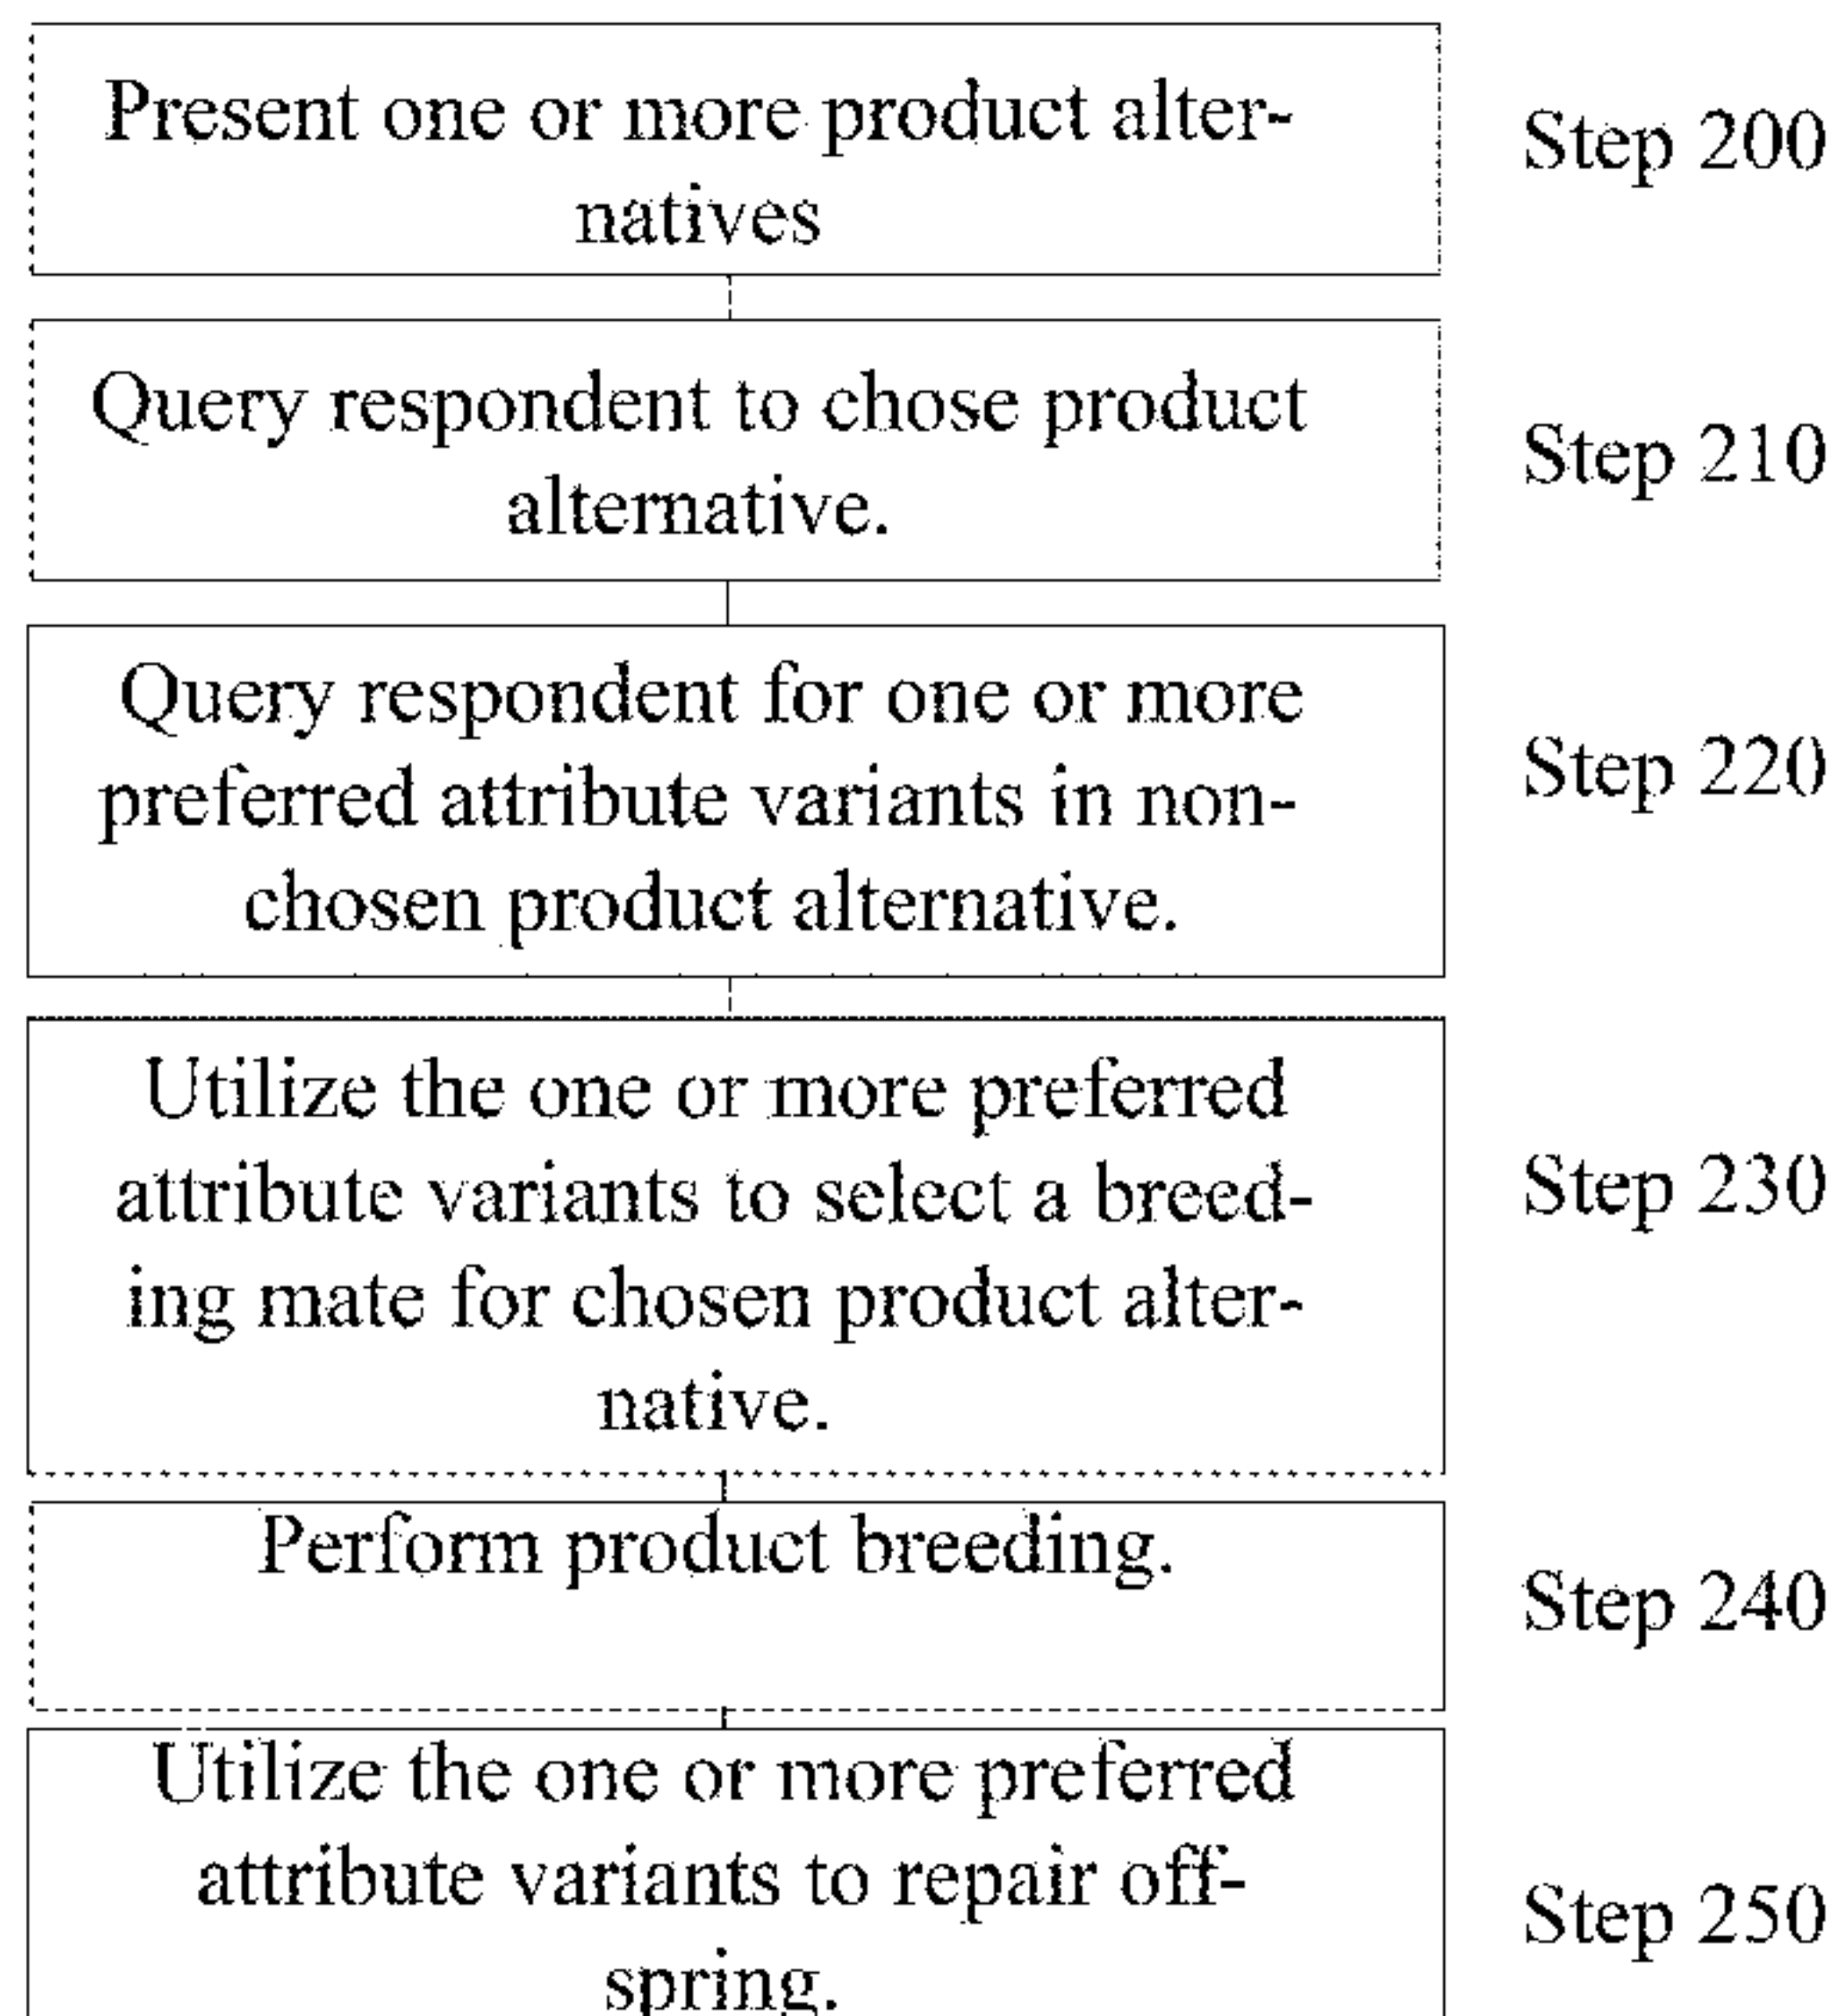 Present one or more product alter-
natives
Step 200
Query respondent to chose product
alternative.
Step 210
Query respondent for one or more
preferred attribute variants in non-
chosen product alternative.
Step 220
Utilize the one or more preferred
attribute variants to select a breed-
ing mate for chosen product alter-
native.
Step 230
Perform product breeding.
Step 240
Utilize the one or more preferred
attribute variants to repair off-
spring.
Step 250